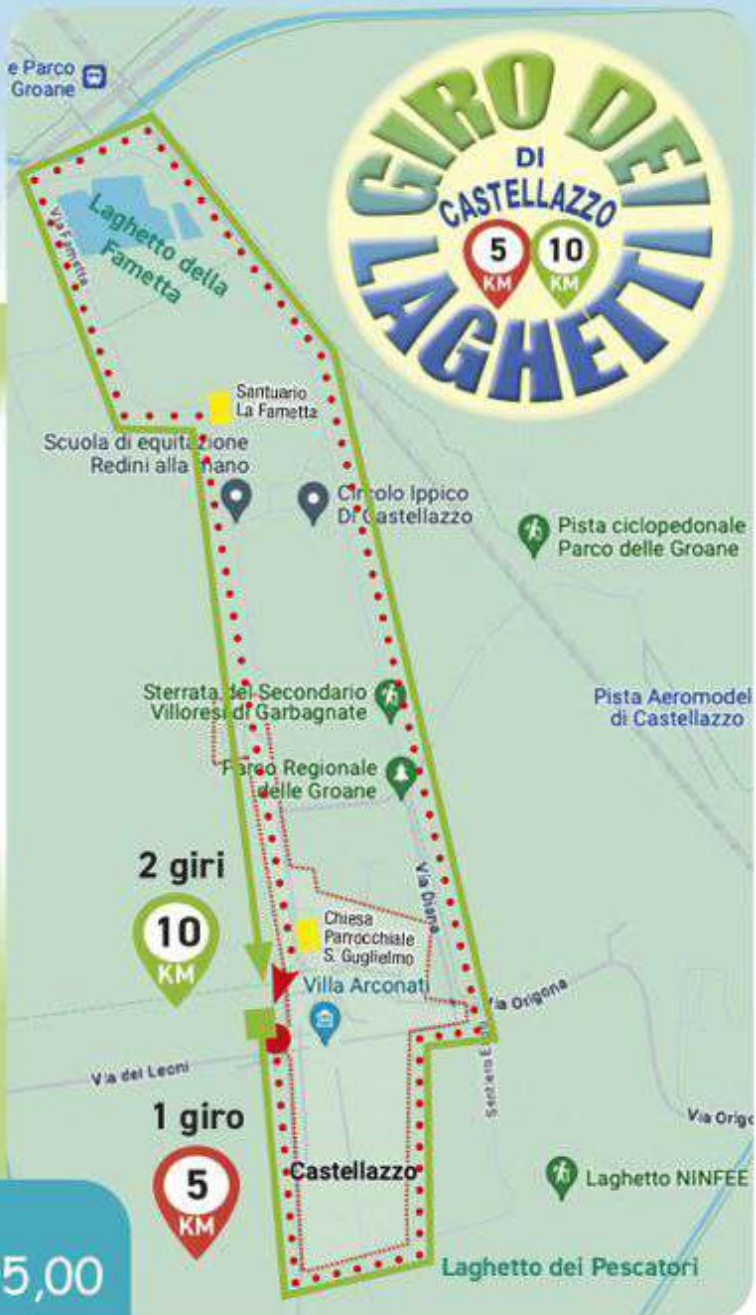 e Parco
Groane
GIRO DEI
DI
CASTELLAZZO
5
KM
10
KM
LAGHETTI
Via Fametta
Laghetto della
Fametta
Santuario
La Fametta
Scuola di equitazione
Redini alla mano
Circolo Ippico
Di Castellazzo
Pista ciclopedonale
Parco delle Groane
Sterrata del Secondario
Villoresi di Garbagnate
Pista Aeromodel
di Castellazzo
Parco Regionale
delle Groane
2 giri
10
KM
Via Diana
Chiesa
Parrocchiale
S. Guglielmo
Villa Arconati
Via Origona
Via dei Leoni
Sentiero
1 giro
5
KM
Via Origo
Castellazzo
Laghetto NINFEE
Laghetto dei Pescatori
5,00